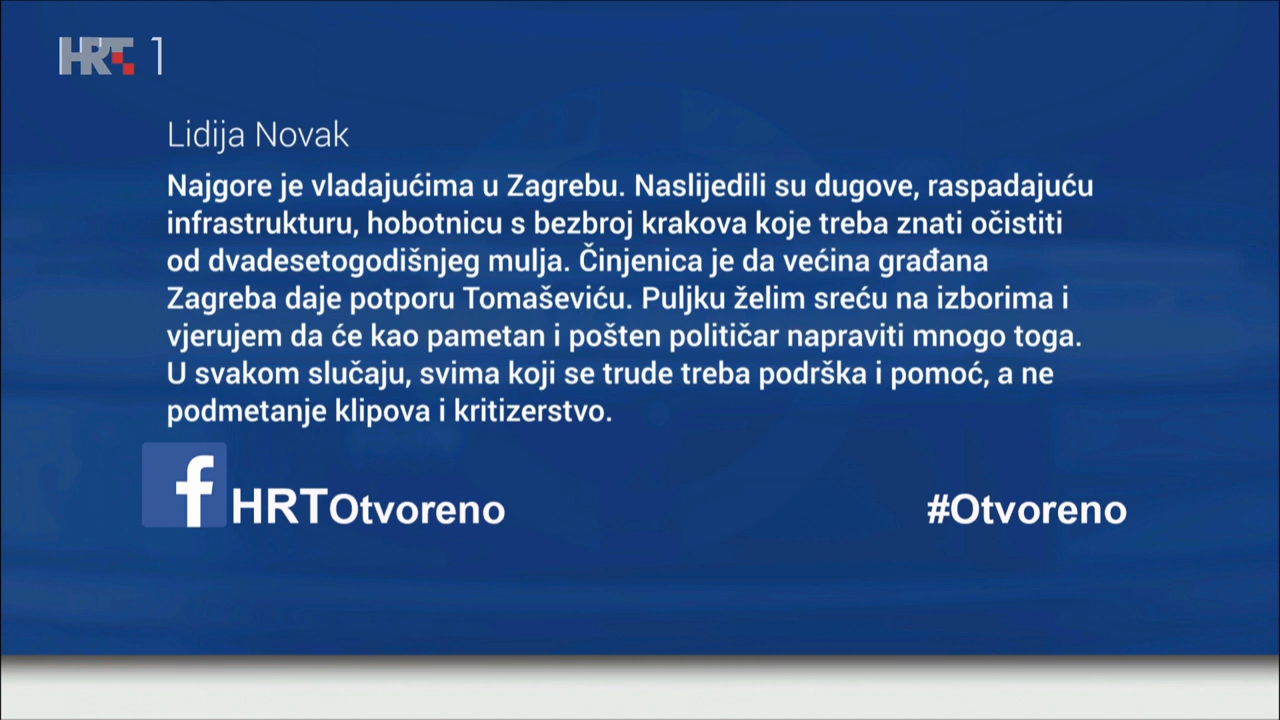 HRT 1
Lidija Novak
Najgore je vladajućima u Zagrebu. Naslijedili su dugove, raspadajuću
infrastrukturu, hobotnicu s bezbroj krakova koje treba znati očistiti
od dvadesetogodišnjeg mulja. Činjenica je da većina građana
Zagreba daje potporu Tomaševiću. Puljku želim sreću na izborima i
vjerujem da će kao pametan i pošten političar napraviti mnogo toga.
U svakom slučaju, svima koji se trude treba podrška i pomoć, a ne
podmetanje klipova i kritizerstvo.
f HRTOtvoreno
#Otvoreno